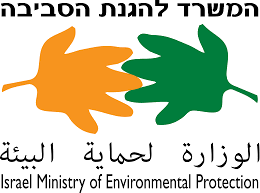 המשרד להגנת הסביבה
الوزارة لحماية البيئة
Israel Ministry of Environmental Protection